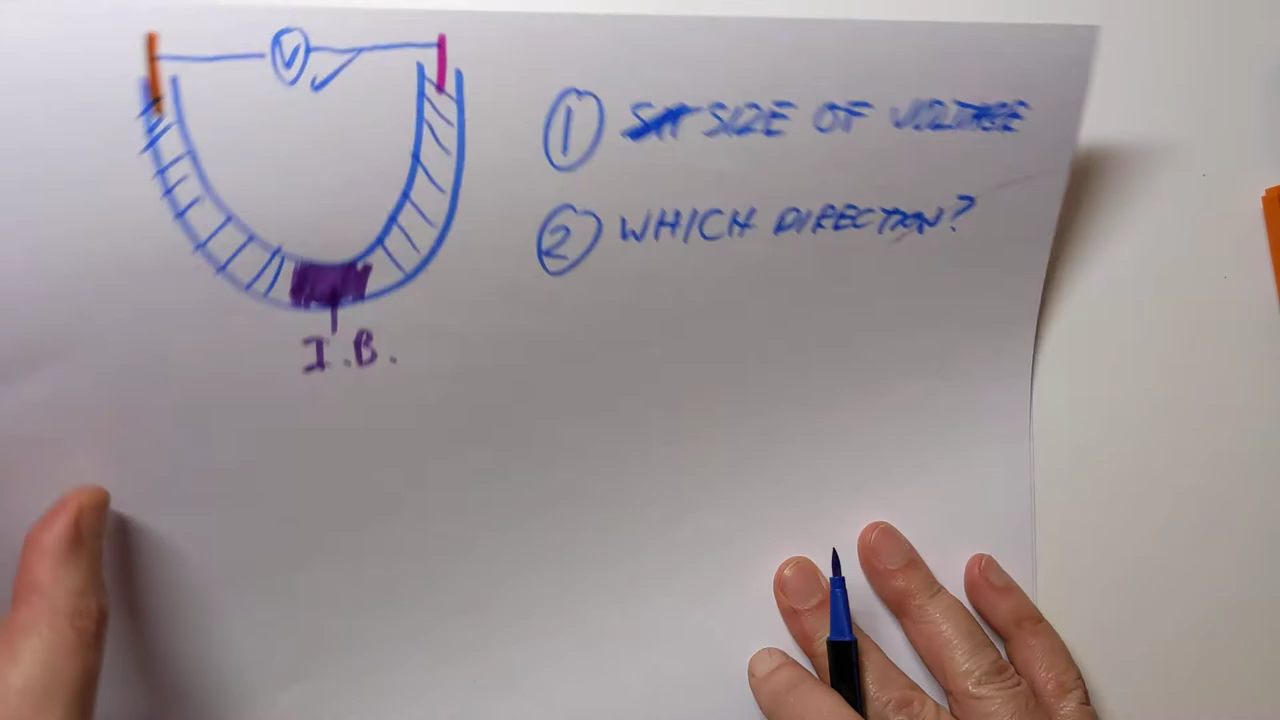 V
① SIZE OF VOLTAGE
② WHICH DIRECTION?
I.B.